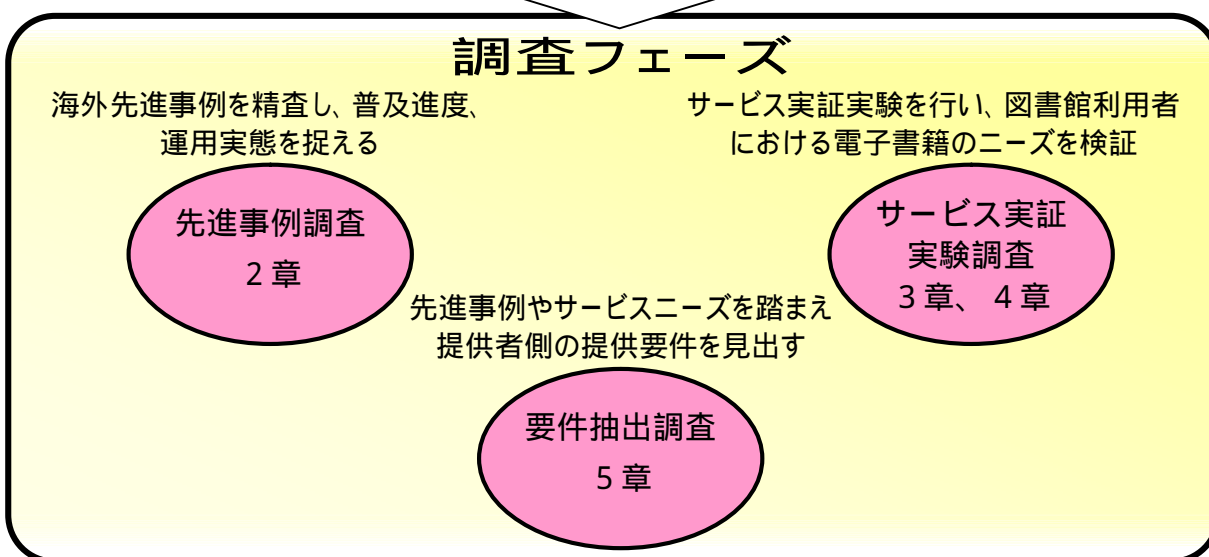 調査フェーズ
海外先進事例を精査し、普及進度、
運用実態を捉える
サービス実証実験を行い、図書館利用者
における電子書籍のニーズを検証
先進事例調査
2章
サービス実証
実験調査
3章、4章
先進事例やサービスニーズを踏まえ
提供者側の提供要件を見出す
要件抽出調査
5章